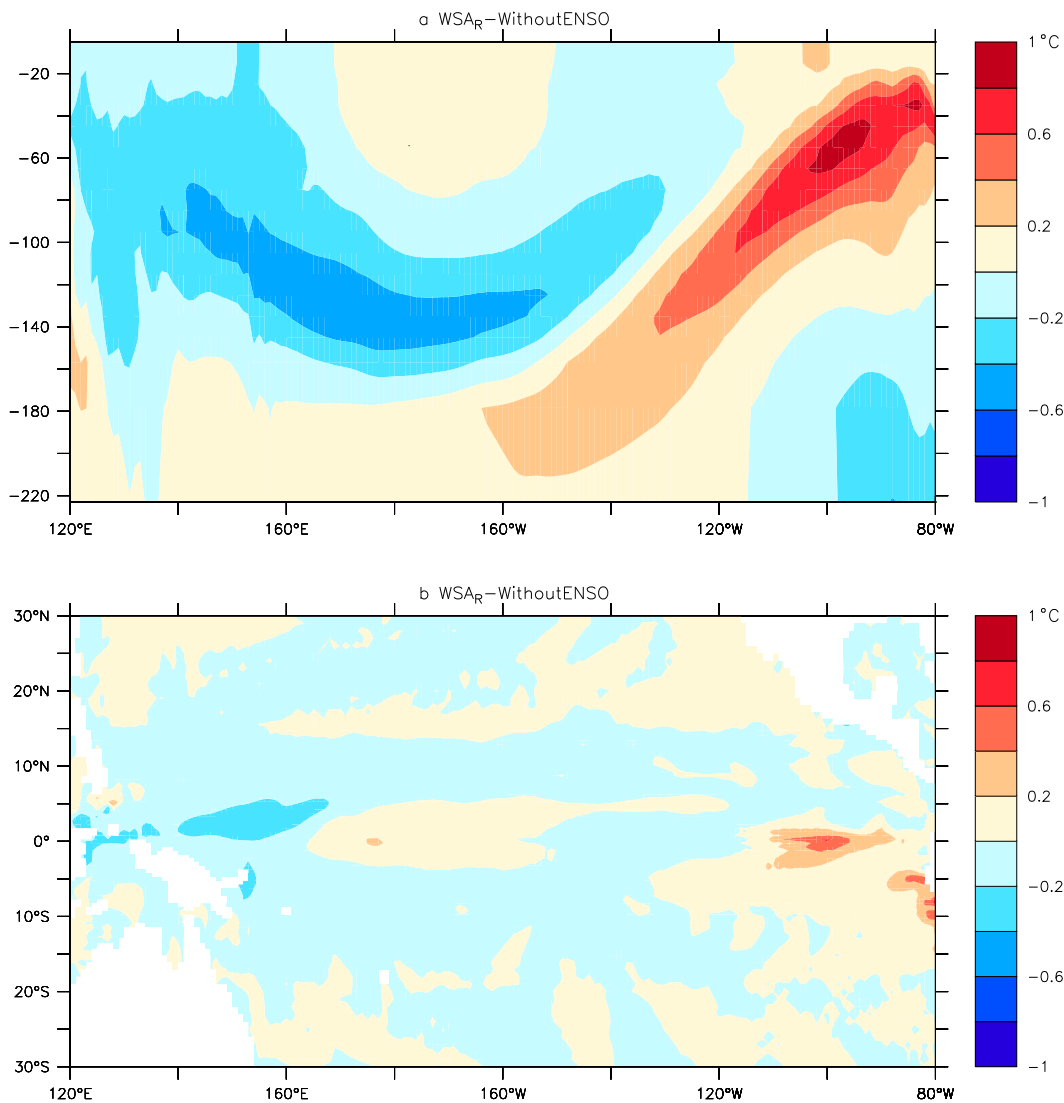 a WSA_R−WithoutENSO
1°C
0.6
0.2
−0.2
−0.6
−1
−20
−60
−100
−140
−180
−220
120°E 160°E 160°W 120°W 80°W
b WSA_R−WithoutENSO
1°C
0.6
0.2
−0.2
−0.6
−1
30°N
20°N
10°N
0°
10°S
20°S
30°S
120°E 160°E 160°W 120°W 80°W